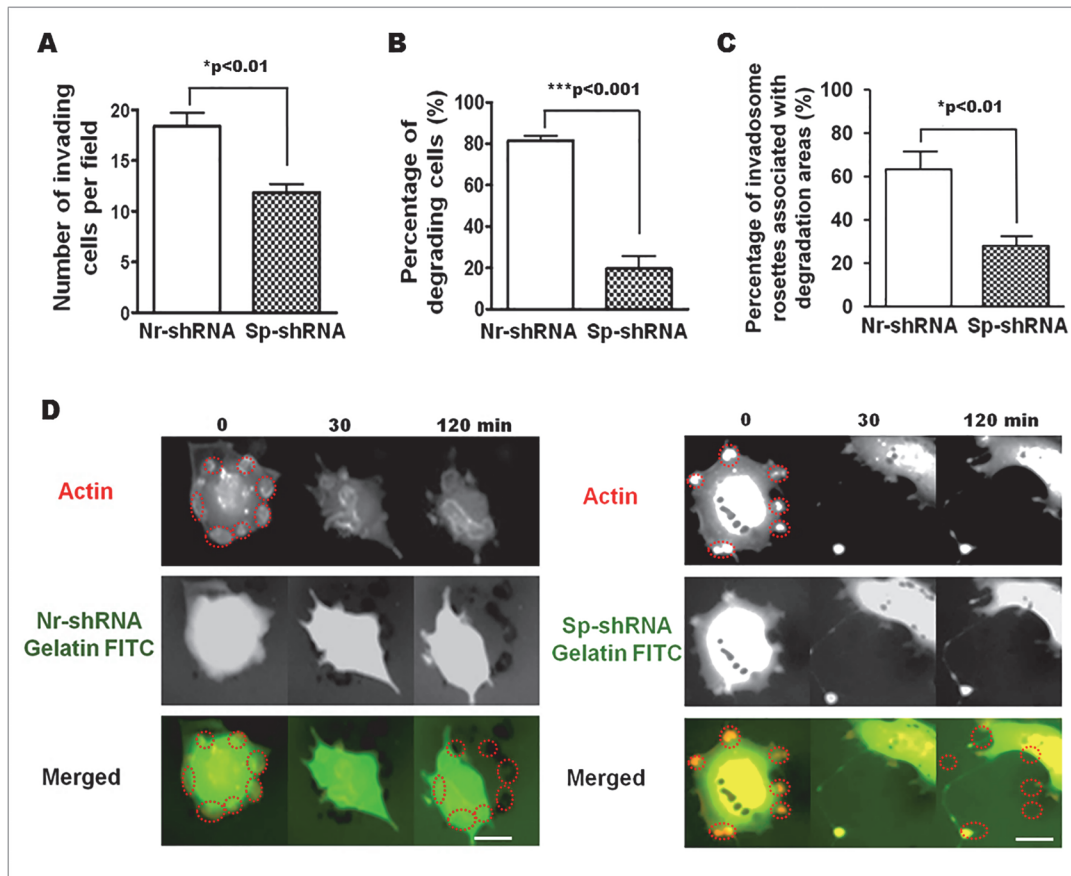 A
Number of invading
cells per field
*p<0.01
20
15
10
5
0
Nr-shRNA Sp-shRNA
B
Percentage of
degrading cells (%)
***p<0.001
100
80
60
40
20
0
Nr-shRNA Sp-shRNA
C
Percentage of invadosome
rosettes associated with
degradation areas (%)
*p<0.01
100
80
60
40
20
0
Nr-shRNA Sp-shRNA
D
0 30 120 min
Actin
Nr-shRNA
Gelatin FITC
Merged
0 30 120 min
Actin
Sp-shRNA
Gelatin FITC
Merged